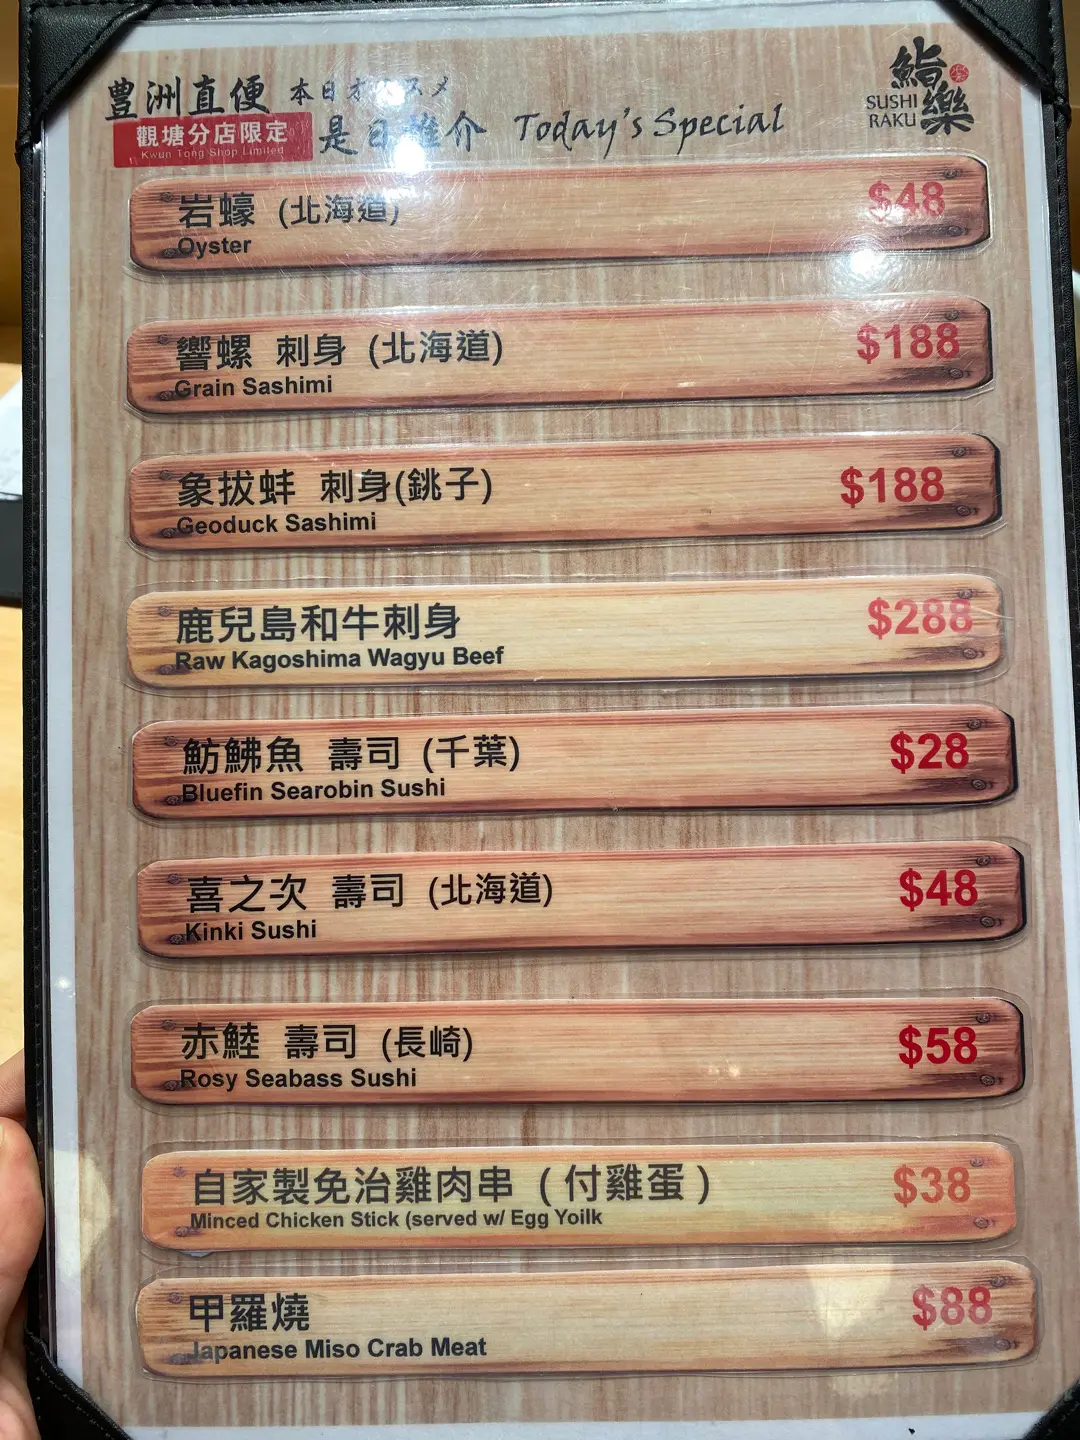 豊洲直便 本日オススメ
鮨樂
SUSHI
RAKU
觀塘分店限定
Kwun Tong Shop Limited
是日推介 Today's Special
岩蠔 (北海道) $48
Oyster
響螺 刺身 (北海道) $188
Grain Sashimi
象拔蚌 刺身(銚子) $188
Geoduck Sashimi
鹿兒島和牛刺身 $288
Raw Kagoshima Wagyu Beef
魴鮄魚 壽司 (千葉) $28
Bluefin Searobin Sushi
喜之次 壽司 (北海道) $48
Kinki Sushi
赤鯥 壽司 (長崎) $58
Rosy Seabass Sushi
自家製免治雞肉串 ( 付雞蛋 ) $38
Minced Chicken Stick (served w/ Egg Yoilk
甲羅燒 $88
Japanese Miso Crab Meat